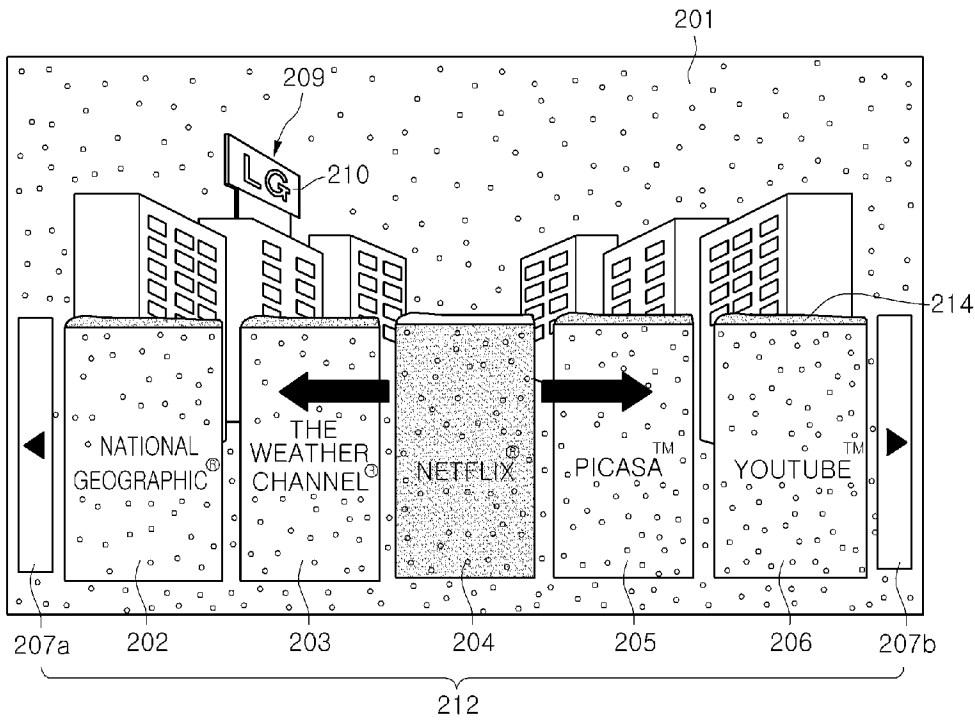 201
209
LG
210
214
NATIONAL
GEOGRAPHIC®
THE
WEATHER
CHANNEL®
NETFLIX®
PICASA™
YOUTUBE™
207a
202
203
204
205
206
207b
212